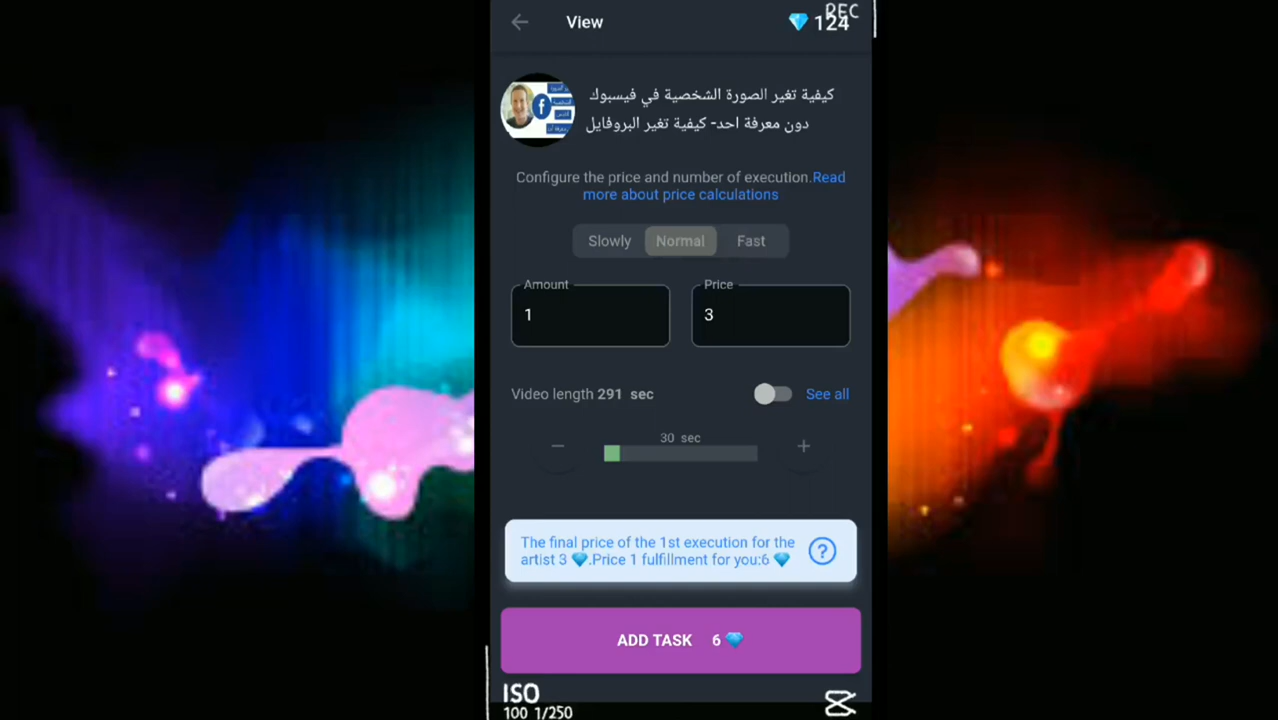 View
124
REC
كيفية تغير الصورة الشخصية في فيسبوك
دون معرفة احد- كيفية تغير البروفايل
Configure the price and number of execution.Read
more about price calculations
Slowly Normal Fast
Amount Price
1 3
Video length 291 sec See all
30 sec
− +
The final price of the 1st execution for the
artist 3 .Price 1 fulfillment for you:6
?
ADD TASK 6
ISO
100 1/250